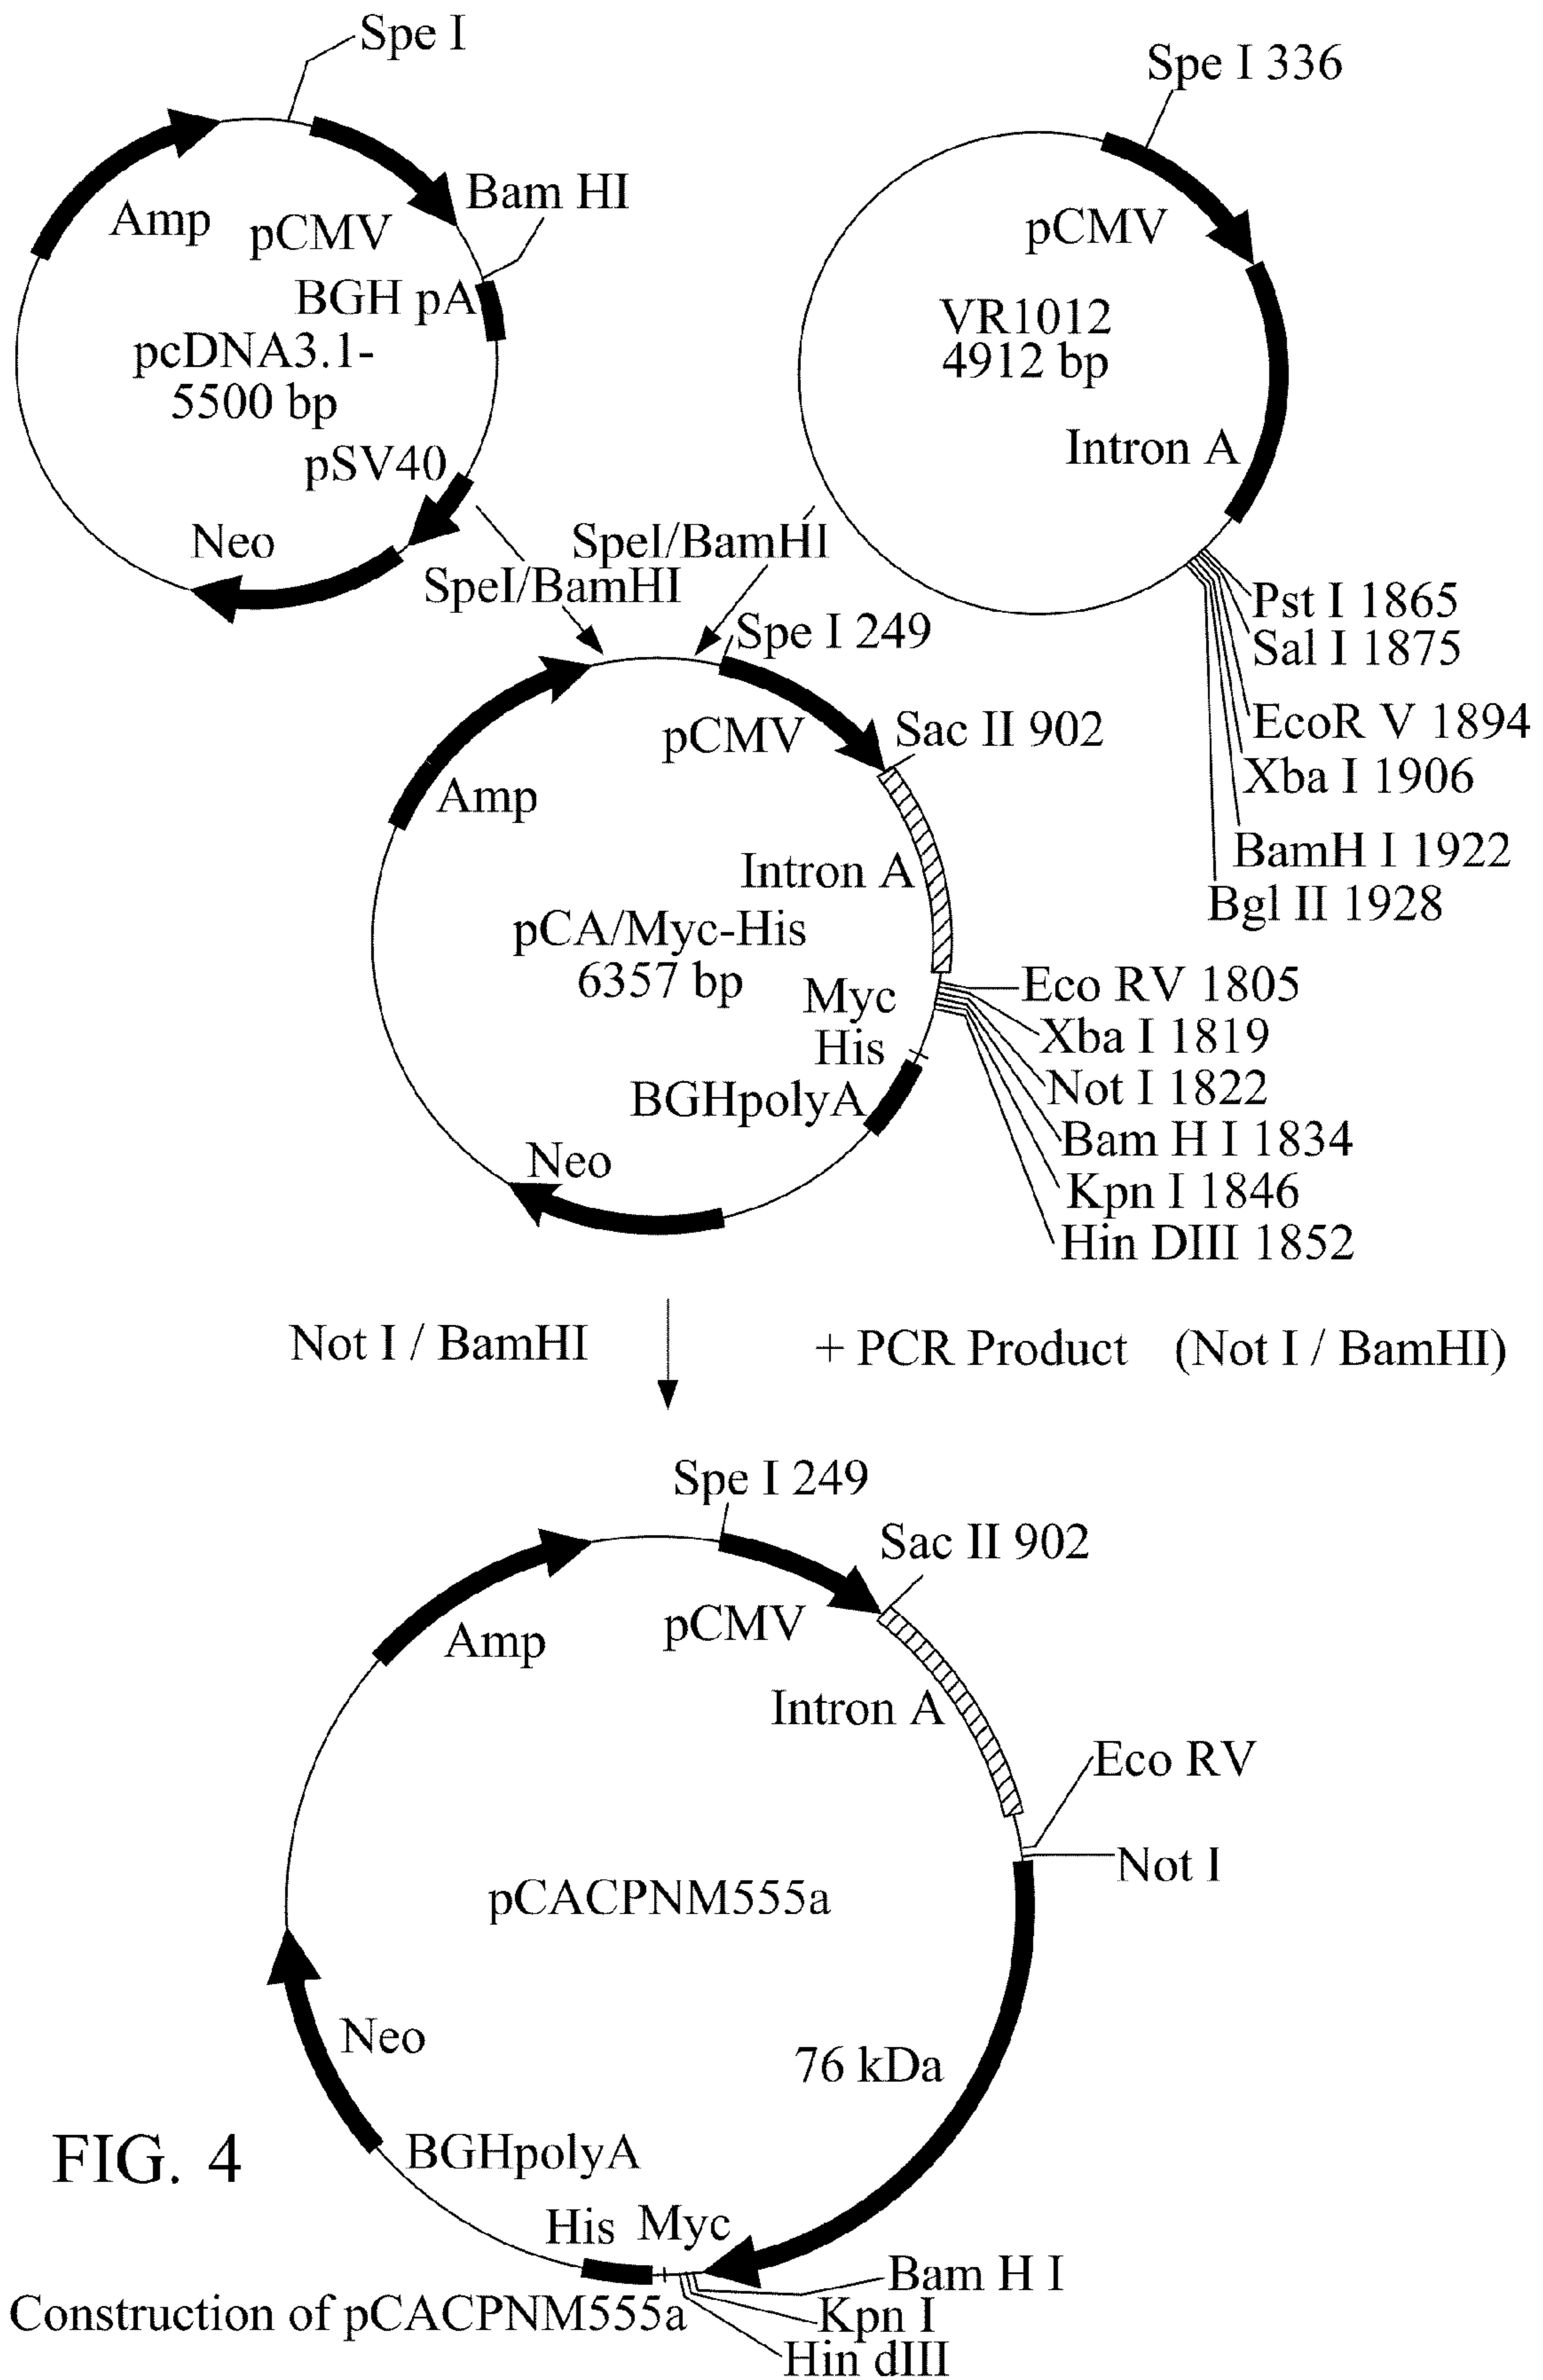 Spe I
Amp
pCMV
Bam HI
BGH pA
pcDNA3.1-
5500 bp
pSV40
Neo
SpeI/BamHI
Spe I 336
pCMV
VR1012
4912 bp
Intron A
SpeI/BamHI
Pst I 1865
Sal I 1875
EcoR V 1894
Xba I 1906
BamH I 1922
Bgl II 1928
Spe I 249
pCMV
Sac II 902
Amp
Intron A
pCA/Myc-His
6357 bp
Myc
His
BGHpolyA
Neo
Eco RV 1805
Xba I 1819
Not I 1822
Bam H I 1834
Kpn I 1846
Hin DIII 1852
Not I / BamHI
+ PCR Product (Not I / BamHI)
Spe I 249
Sac II 902
pCMV
Amp
Intron A
Eco RV
Not I
pCACPNM555a
Neo
76 kDa
BGHpolyA
His Myc
Bam H I
Kpn I
Hin dIII
FIG. 4
Construction of pCACPNM555a